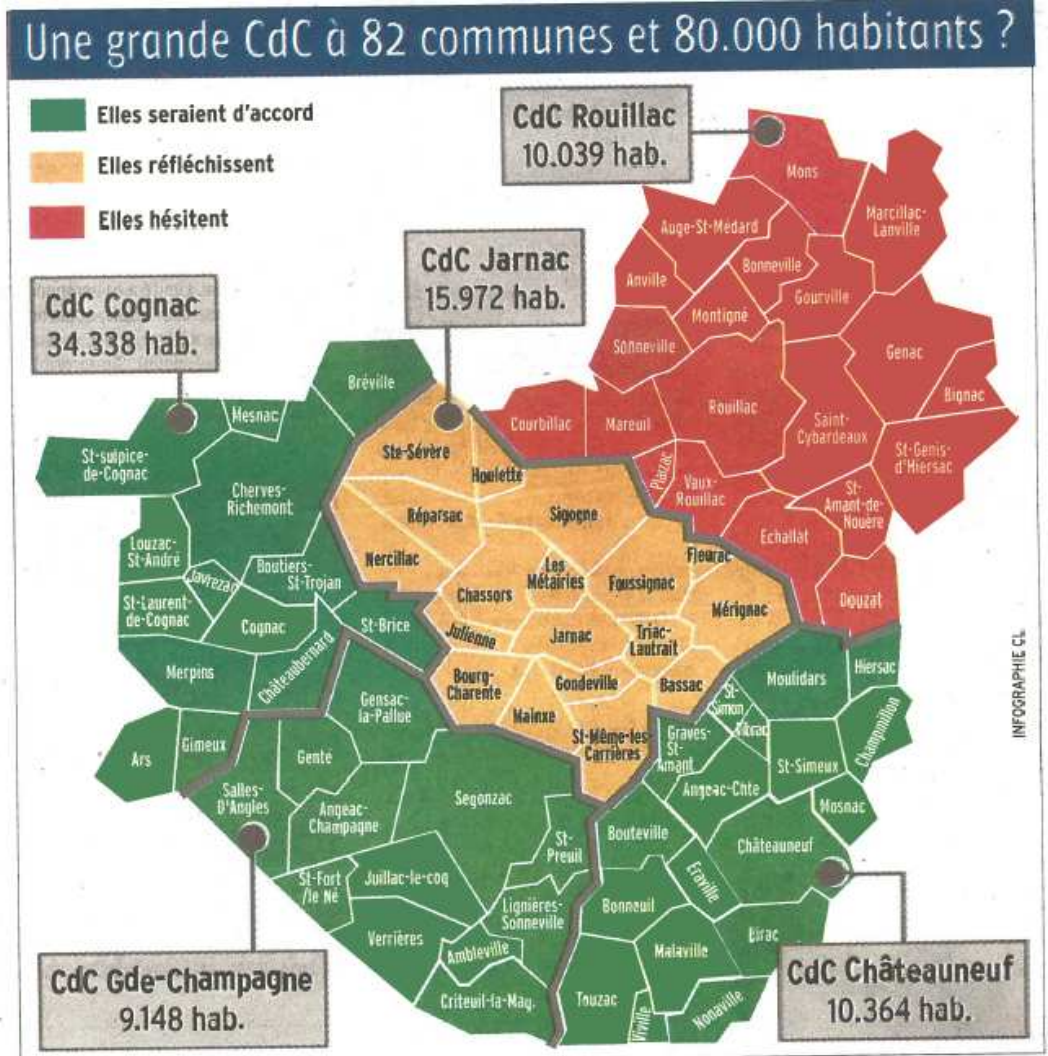 Une grande CdC à 82 communes et 80.000 habitants ?
Elles seraient d'accord
Elles réfléchissent
Elles hésitent
CdC Rouillac
10.039 hab.
CdC Jarnac
15.972 hab.
CdC Cognac
34.338 hab.
Mons
Marcillac-
Lanville
Auge-St-Médard
Bonneville
Anville
Gourville
Montigné
Sonneville
Genac
Bignac
Rouillac
Courbillac
Mareuil
Saint-
Cybardeaux
St-Genis-
d'Hiersac
Plaizac
Vaux-
Rouillac
St-
Amant-de-
Nouère
Echallat
Douzat
Bréville
Mesnac
St-sulpice-
de-Cognac
Cherves-
Richemont
Louzac-
St-André
Javrezac
Boutiers-
St-Trojan
St-Laurent-
de-Cognac
Cognac
St-Brice
Merpins
Châteaubernard
Ars
Gimeux
Ste-Sévère
Houlette
Réparsac
Sigogne
Nercillac
Les
Métairies
Fleurac
Foussignac
Chassors
Mérignac
Julienne
Jarnac
Triac-
Lautrait
Bourg-
Charente
Gondeville
Bassac
Mainxe
St-Même-les-
Carrières
Gensac-
la-Pallue
Genté
Salles-
D'Angles
Angeac-
Champagne
Segonzac
St-
Preuil
St-Fort
/le Né
Juillac-le-coq
Lignières-
Sonneville
Verrières
Ambleville
Criteuil-la-Mag.
Moulidars
Hiersac
St-
Simon
Vibrac
Champmillon
Graves-
St-
Amant
St-Simeux
Angeac-Chte
Mosnac
Bouteville
Châteauneuf
Eraville
Bonneuil
Birac
Malaville
Touzac
Viville
Nonaville
CdC Gde-Champagne
9.148 hab.
CdC Châteauneuf
10.364 hab.
INFOGRAPHIE CL